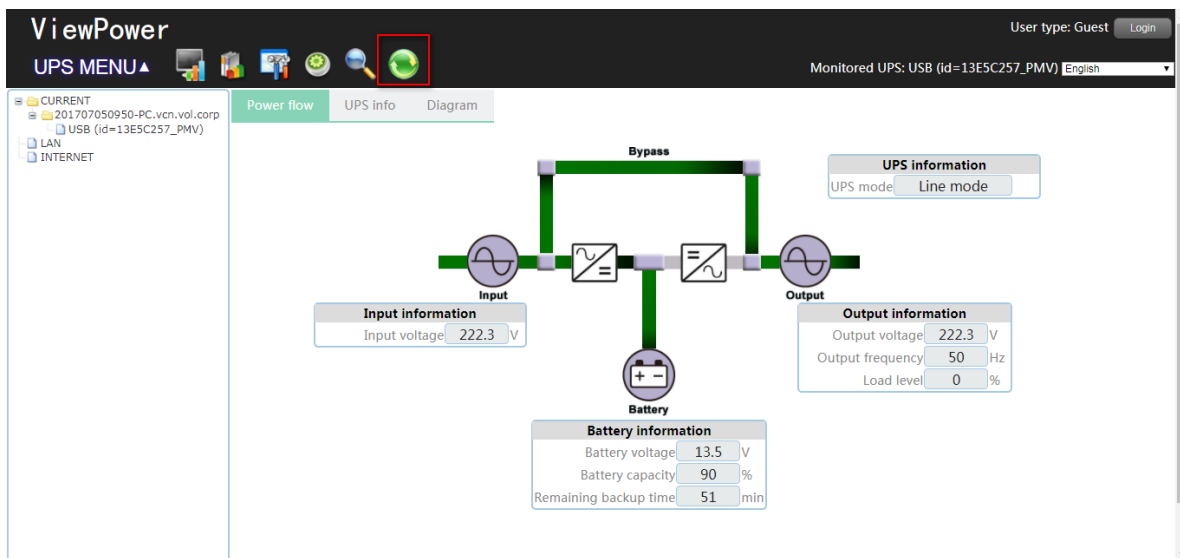 ViewPower
User type: Guest Login
UPS MENU▲
Monitored UPS: USB (id=13E5C257_PMV) English
CURRENT
201707050950-PC.vcn.vol.corp
USB (id=13E5C257_PMV)
LAN
INTERNET
Power flow UPS info Diagram
Bypass
UPS information
UPS mode Line mode
Input
Output
Input information
Input voltage 222.3 V
Output information
Output voltage 222.3 V
Output frequency 50 Hz
Load level 0 %
Battery
Battery information
Battery voltage 13.5 V
Battery capacity 90 %
Remaining backup time 51 min